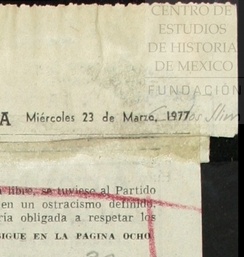 CENTRO DE
ESTUDIOS
DE HISTORIA
DE MEXICO
FUNDACIÓN
A Miércoles 23 de Marzo, 1977
libre, se tuviese al Partido
en un ostracismo definido.
ría obligada a respetar los
SIGUE EN LA PAGINA OCHO